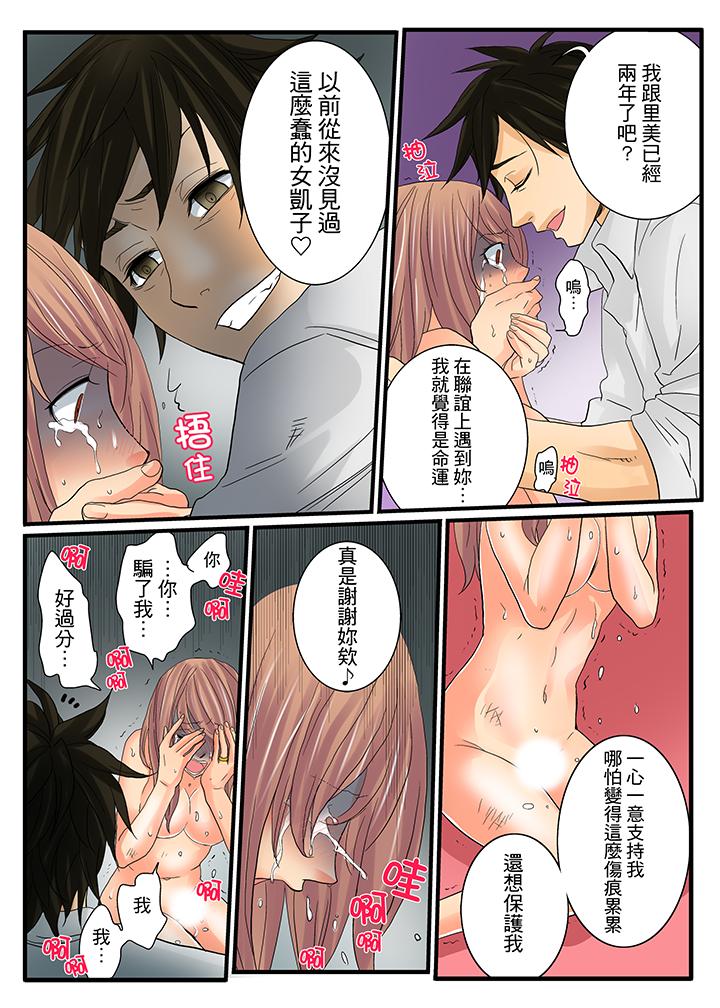 我跟里美已經
兩年了吧？
抽泣
嗚…
在聯誼上遇到妳…
我就覺得是命運
嗚
抽泣
以前從來沒見過
這麼蠢的女凱子♡
捂住
一心一意支持我
哪怕變得這麼傷痕累累
還想保護我
真是謝謝妳欸♪
哇
啊
啊
你
…你…
騙了我…
好過分…
哇
啊
啊
啊
啊
啊
我
我…
啊
啊
啊